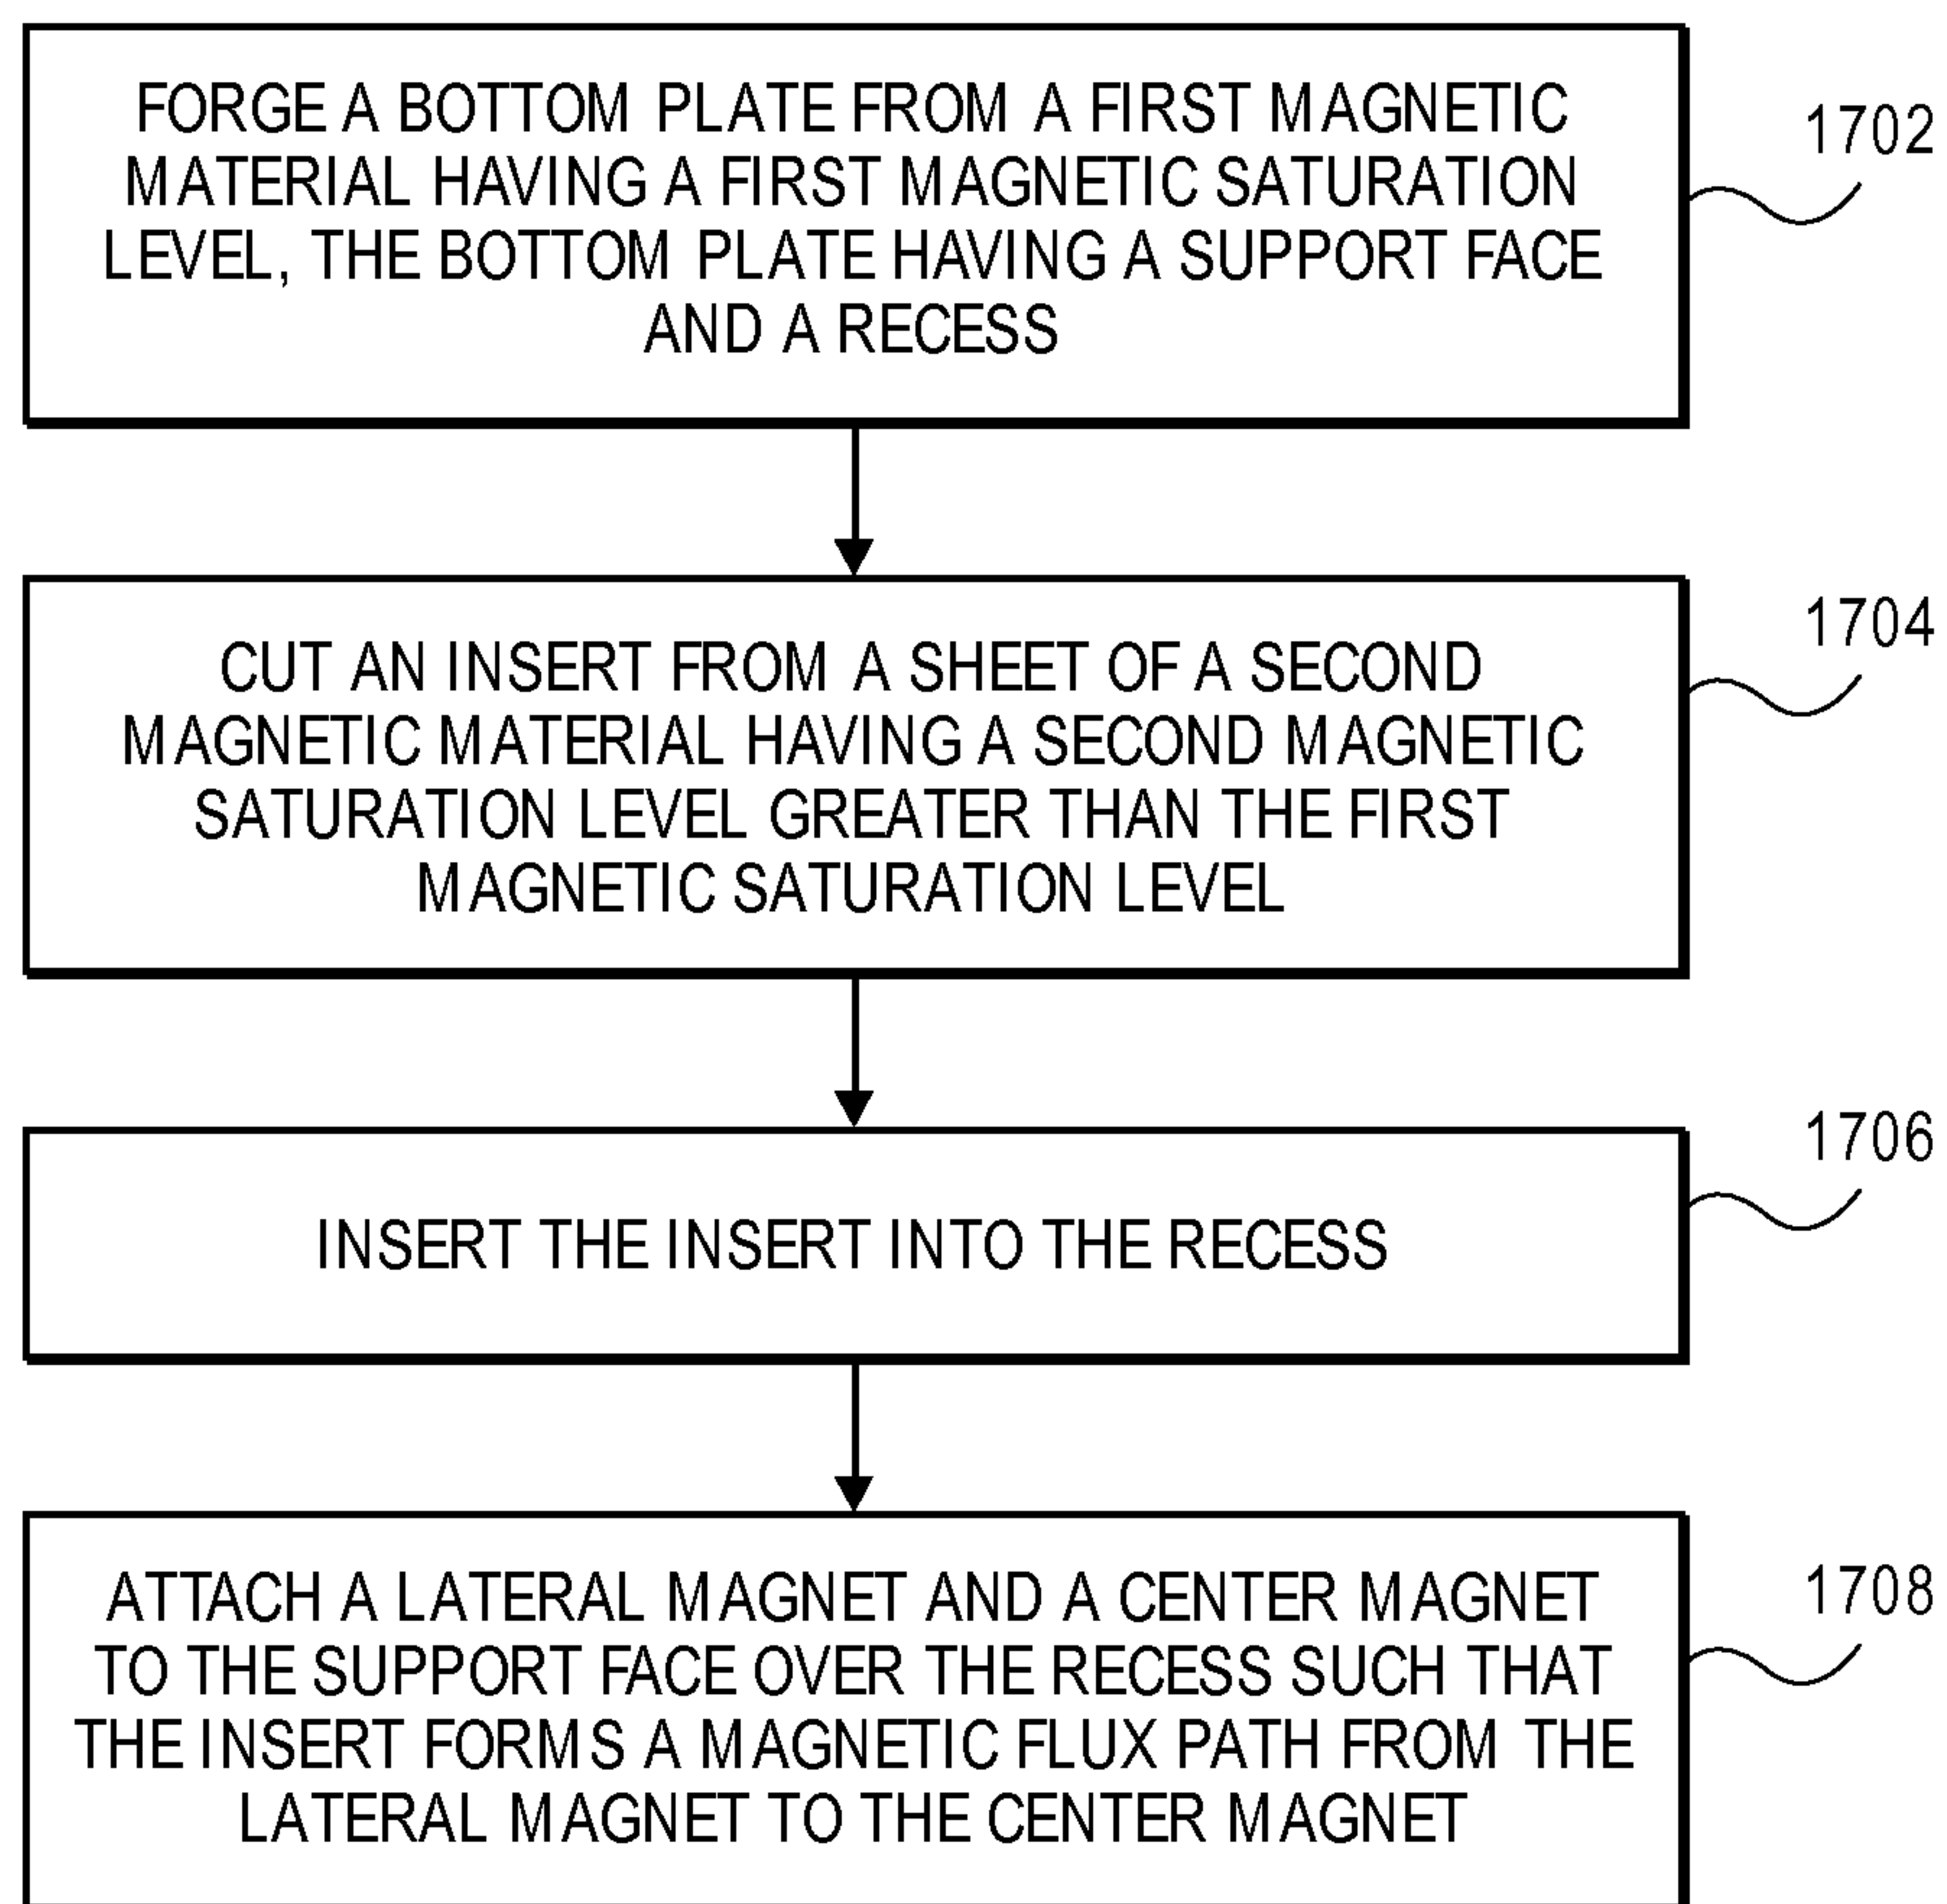 FORGE A BOTTOM PLATE FROM A FIRST MAGNETIC
MATERIAL HAVING A FIRST MAGNETIC SATURATION
LEVEL, THE BOTTOM PLATE HAVING A SUPPORT FACE
AND A RECESS
1702
CUT AN INSERT FROM A SHEET OF A SECOND
MAGNETIC MATERIAL HAVING A SECOND MAGNETIC
SATURATION LEVEL GREATER THAN THE FIRST
MAGNETIC SATURATION LEVEL
1704
INSERT THE INSERT INTO THE RECESS
1706
ATTACH A LATERAL MAGNET AND A CENTER MAGNET
TO THE SUPPORT FACE OVER THE RECESS SUCH THAT
THE INSERT FORMS A MAGNETIC FLUX PATH FROM THE
LATERAL MAGNET TO THE CENTER MAGNET
1708